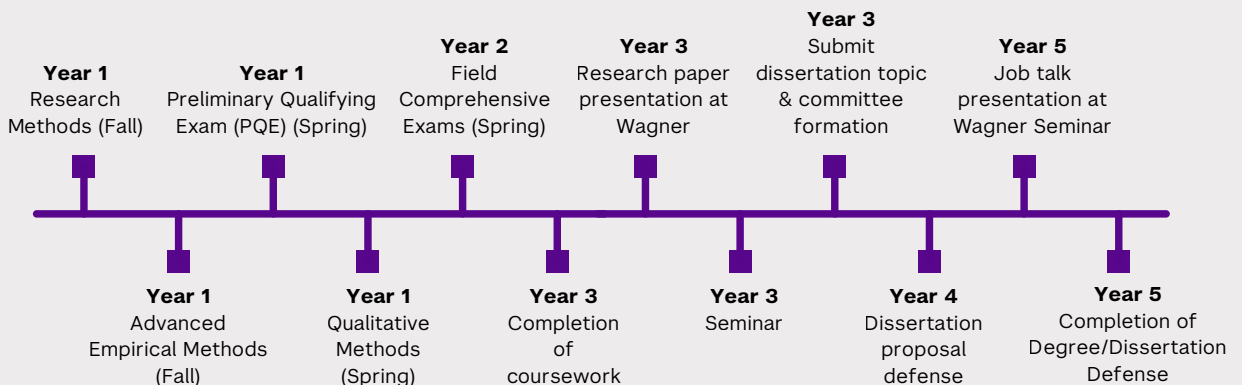 Year 1
Research
Methods (Fall)
Year 1
Preliminary Qualifying
Exam (PQE) (Spring)
Year 2
Field
Comprehensive
Exams (Spring)
Year 3
Research paper
presentation at
Wagner
Year 3
Submit
dissertation topic
& committee
formation
Year 5
Job talk
presentation at
Wagner Seminar
Year 1
Advanced
Empirical Methods
(Fall)
Year 1
Qualitative
Methods
(Spring)
Year 3
Completion
of
coursework
Year 3
Seminar
Year 4
Dissertation
proposal
defense
Year 5
Completion of
Degree/Dissertation
Defense